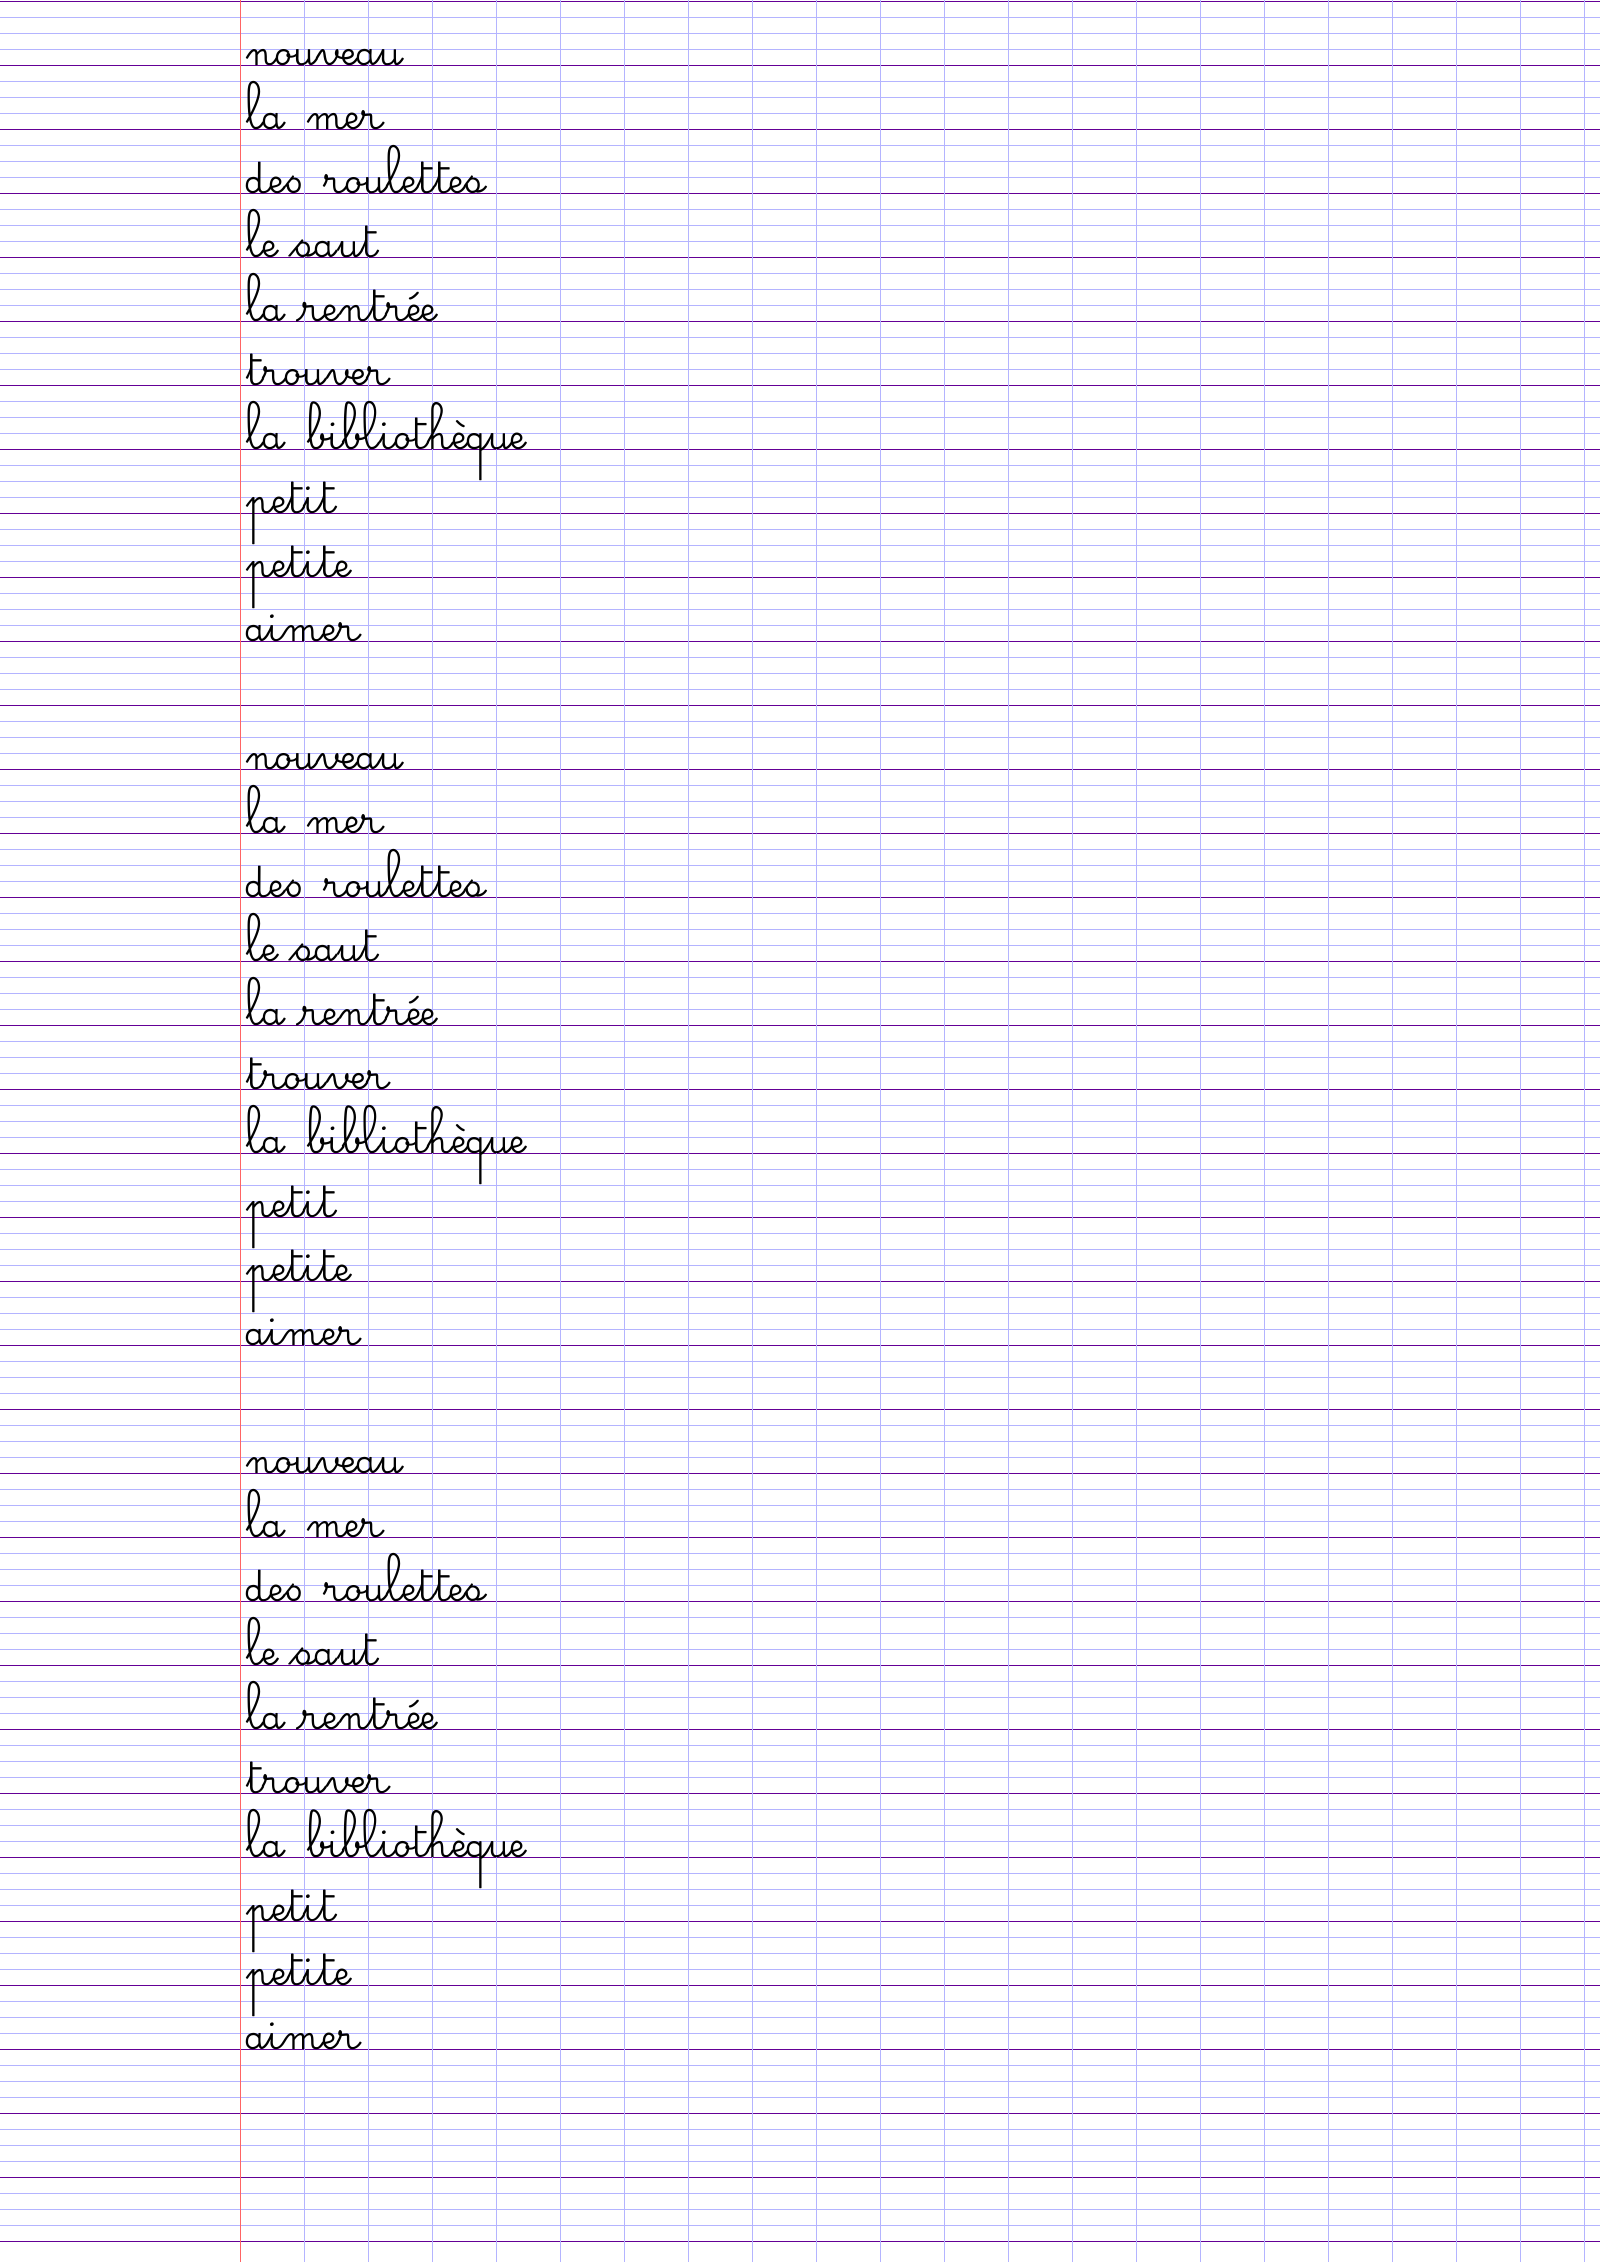 nouveau
la mer
des roulettes
le saut
la rentrée
trouver
la bibliothèque
petit
petite
aimer
nouveau
la mer
des roulettes
le saut
la rentrée
trouver
la bibliothèque
petit
petite
aimer
nouveau
la mer
des roulettes
le saut
la rentrée
trouver
la bibliothèque
petit
petite
aimer